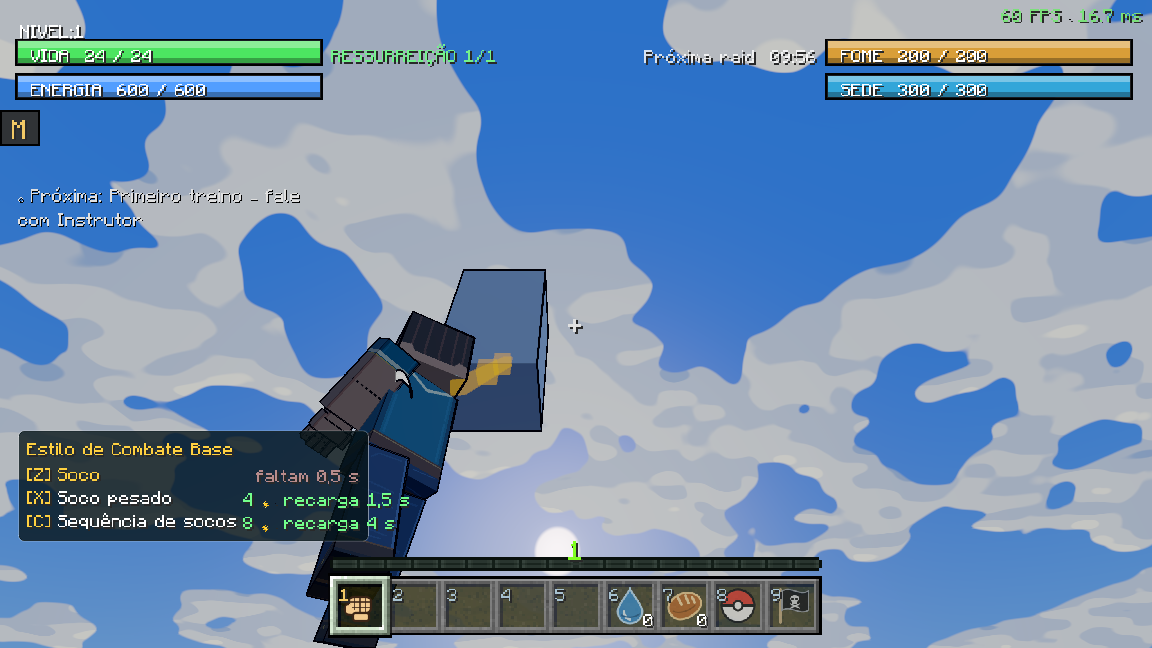 60 FPS · 16.7 ms
NIVEL:1
VIDA 24 / 24
RESSURREIÇÃO 1/1
Próxima raid 09:56
FOME 200 / 200
ENERGIA 600 / 600
SEDE 300 / 300
M
Próxima: Primeiro treino - fale
com Instrutor
Estilo de Combate Base
[Z] Soco faltam 0,5 s
[X] Soco pesado 4 recarga 1,5 s
[C] Sequência de socos 8 recarga 4 s
1
1 2 3 4 5 6 7 8 9
0 0